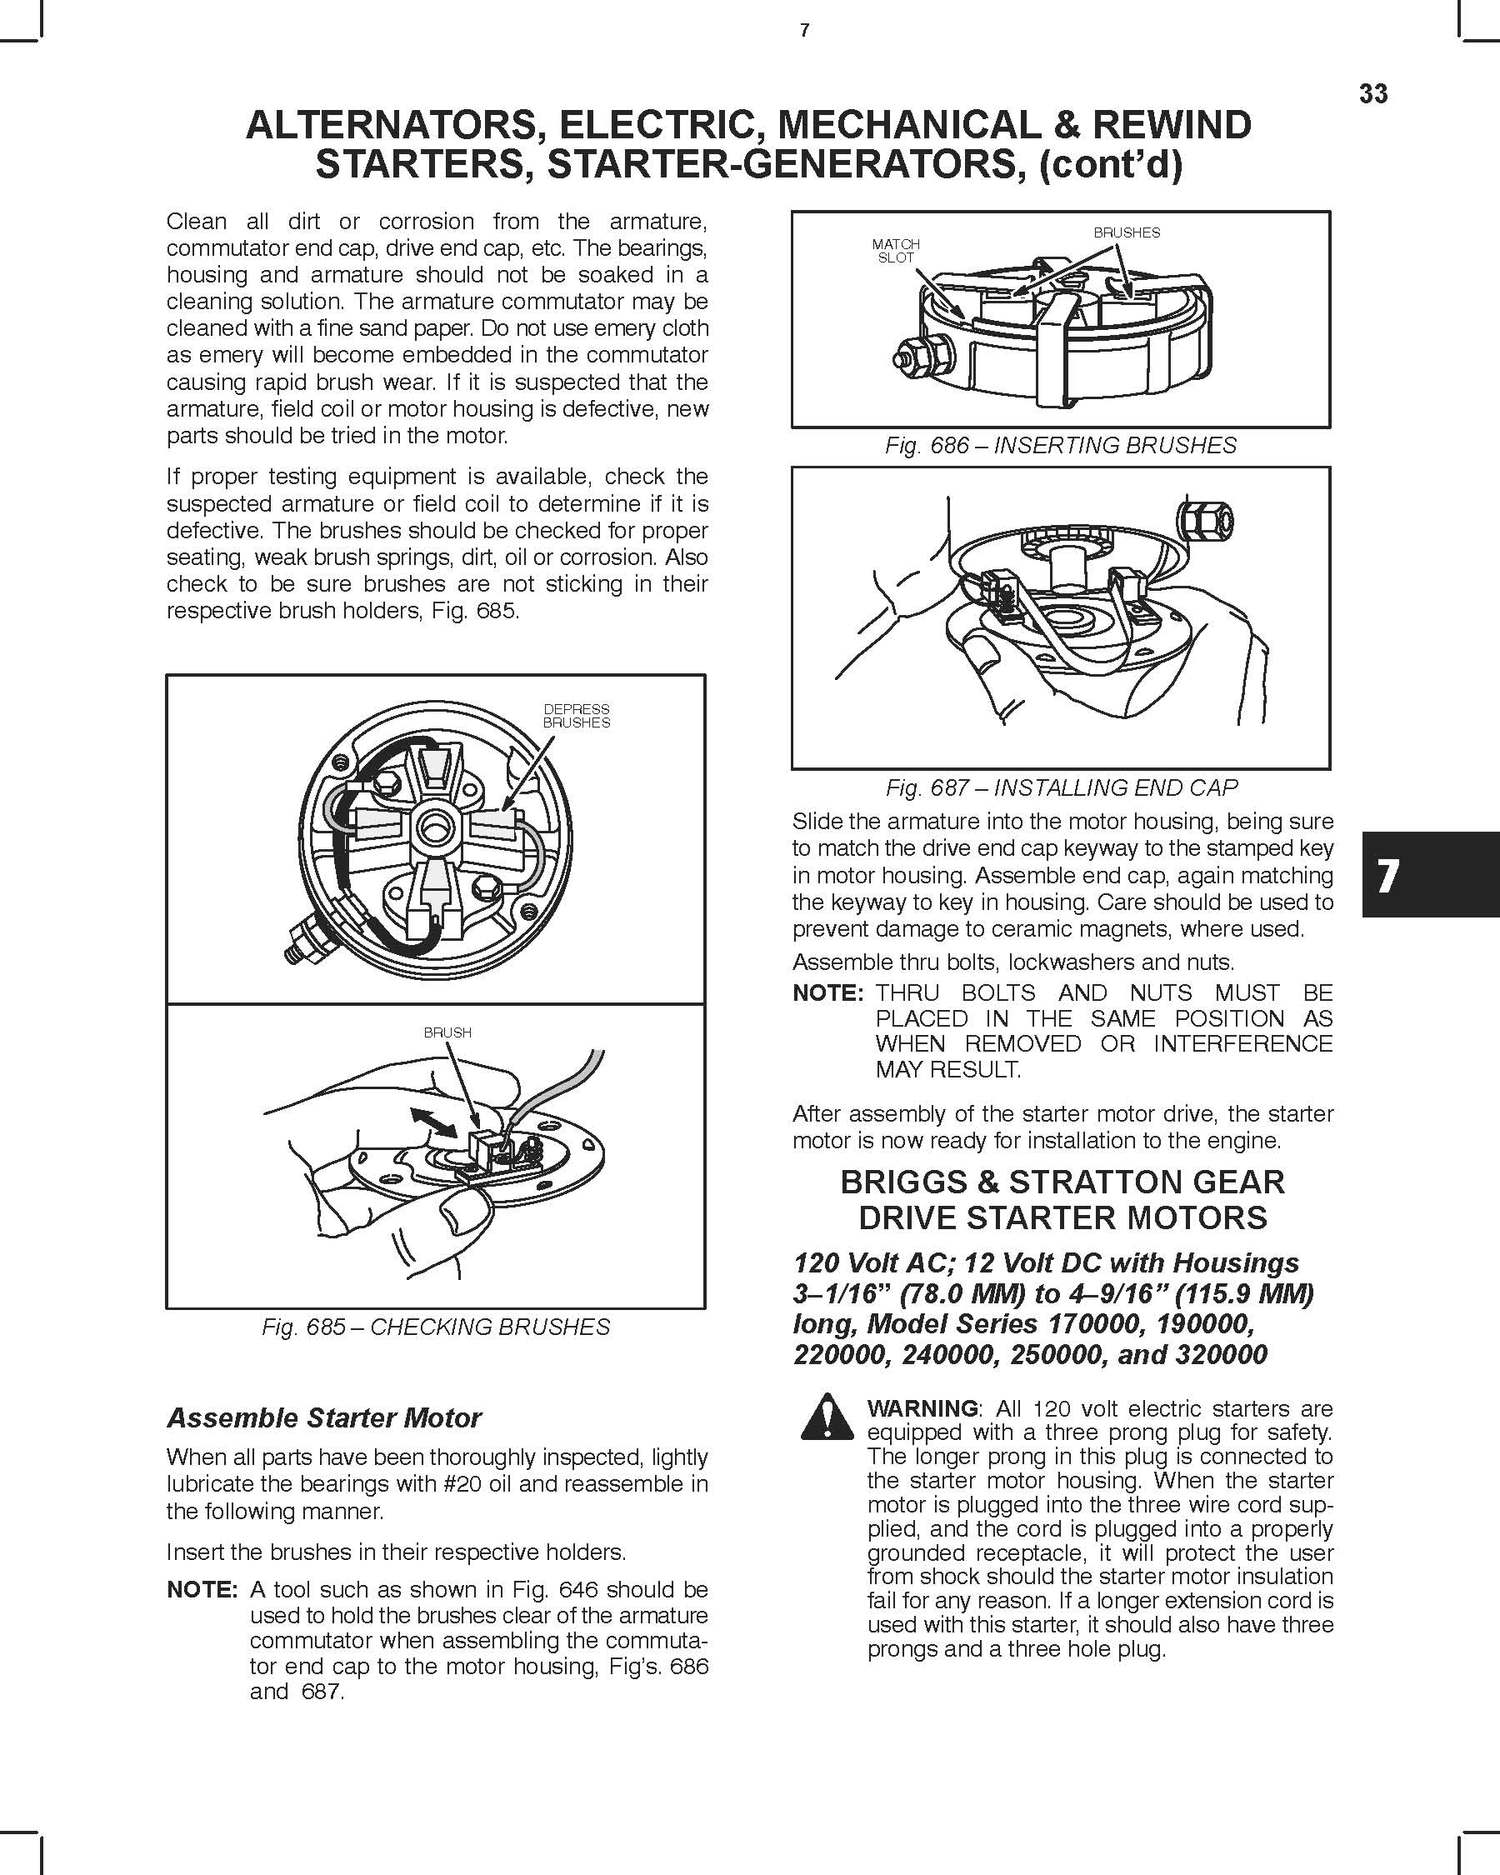 7
33
ALTERNATORS, ELECTRIC, MECHANICAL & REWIND
STARTERS, STARTER-GENERATORS, (cont’d)
Clean all dirt or corrosion from the armature,
commutator end cap, drive end cap, etc. The bearings,
housing and armature should not be soaked in a
cleaning solution. The armature commutator may be
cleaned with a fine sand paper. Do not use emery cloth
as emery will become embedded in the commutator
causing rapid brush wear. If it is suspected that the
armature, field coil or motor housing is defective, new
parts should be tried in the motor.
If proper testing equipment is available, check the
suspected armature or field coil to determine if it is
defective. The brushes should be checked for proper
seating, weak brush springs, dirt, oil or corrosion. Also
check to be sure brushes are not sticking in their
respective brush holders, Fig. 685.
DEPRESS
BRUSHES
BRUSH
Fig. 685 – CHECKING BRUSHES
Assemble Starter Motor
When all parts have been thoroughly inspected, lightly
lubricate the bearings with #20 oil and reassemble in
the following manner.
Insert the brushes in their respective holders.
NOTE: A tool such as shown in Fig. 646 should be
used to hold the brushes clear of the armature
commutator when assembling the commuta-
tor end cap to the motor housing, Fig’s. 686
and 687.
MATCH
SLOT
BRUSHES
Fig. 686 – INSERTING BRUSHES
Fig. 687 – INSTALLING END CAP
Slide the armature into the motor housing, being sure
to match the drive end cap keyway to the stamped key
in motor housing. Assemble end cap, again matching
the keyway to key in housing. Care should be used to
prevent damage to ceramic magnets, where used.
Assemble thru bolts, lockwashers and nuts.
NOTE: THRU BOLTS AND NUTS MUST BE
PLACED IN THE SAME POSITION AS
WHEN REMOVED OR INTERFERENCE
MAY RESULT.
After assembly of the starter motor drive, the starter
motor is now ready for installation to the engine.
BRIGGS & STRATTON GEAR
DRIVE STARTER MOTORS
120 Volt AC; 12 Volt DC with Housings
3–1/16” (78.0 MM) to 4–9/16” (115.9 MM)
long, Model Series 170000, 190000,
220000, 240000, 250000, and 320000
WARNING: All 120 volt electric starters are
equipped with a three prong plug for safety.
The longer prong in this plug is connected to
the starter motor housing. When the starter
motor is plugged into the three wire cord sup-
plied, and the cord is plugged into a properly
grounded receptacle, it will protect the user
from shock should the starter motor insulation
fail for any reason. If a longer extension cord is
used with this starter, it should also have three
prongs and a three hole plug.
7